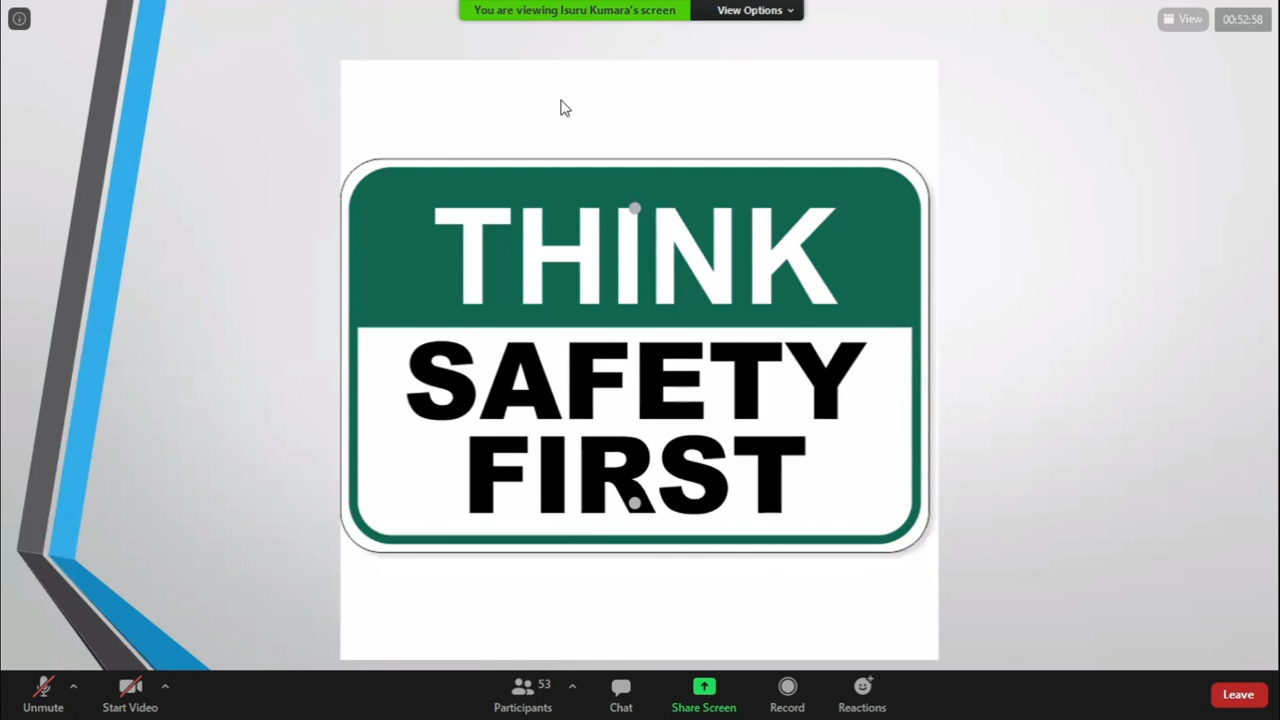 You are viewing Isuru Kumara's screen
View Options
View
00:52:58
THINK
SAFETY
FIRST
Unmute
Start Video
53
Participants
Chat
Share Screen
Record
Reactions
Leave